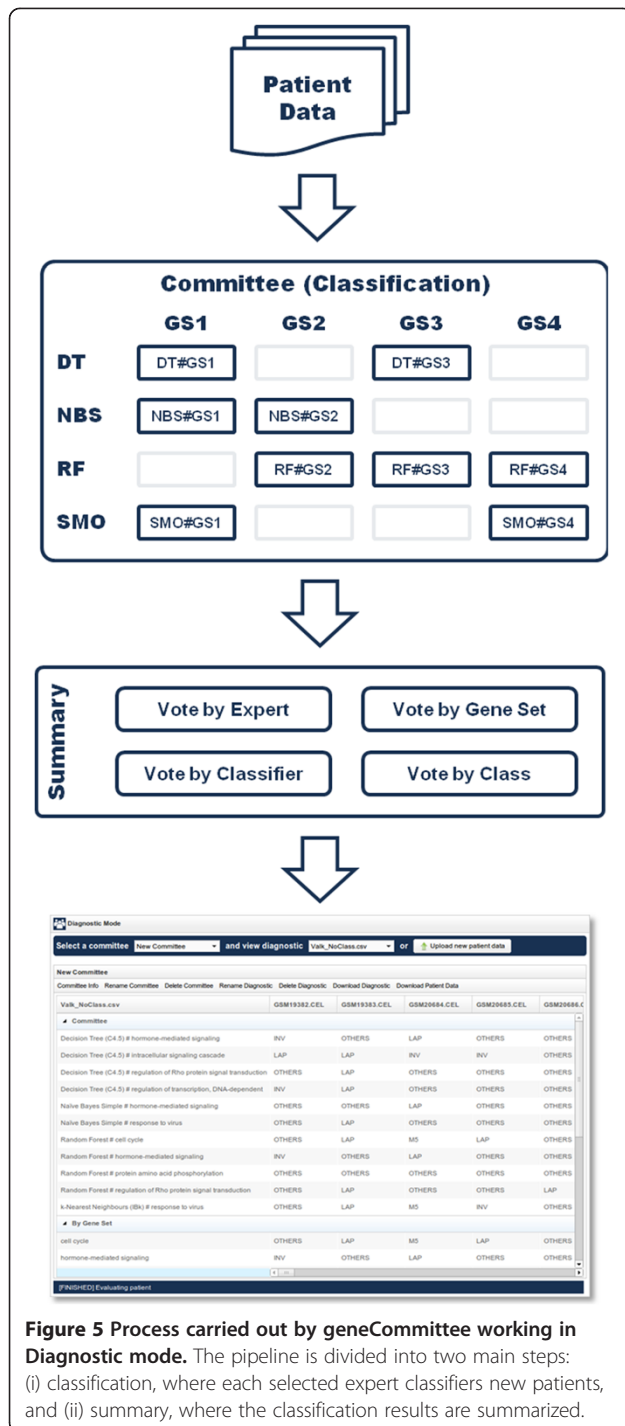 Patient
Data
Committee (Classification)
GS1 GS2 GS3 GS4
DT DT#GS1 DT#GS3
NBS NBS#GS1 NBS#GS2
RF RF#GS2 RF#GS3 RF#GS4
SMO SMO#GS1 SMO#GS4
Summary
Vote by Expert Vote by Gene Set
Vote by Classifier Vote by Class
Diagnostic Mode
Select a committee New Committee and view diagnostic Valk_NoClass.csv or Upload new patient data
New Committee
Committee Info Rename Committee Delete Committee Rename Diagnostic Delete Diagnostic Download Diagnostic Download Patient Data
Valk_NoClass.csv GSM19382.CEL GSM19383.CEL GSM20684.CEL GSM20685.CEL GSM20686.C
Committee
Decision Tree (C4.5) # hormone-mediated signaling INV OTHERS LAP OTHERS OTHERS
Decision Tree (C4.5) # intracellular signaling cascade LAP LAP INV INV OTHERS
Decision Tree (C4.5) # regulation of Rho protein signal transduction OTHERS LAP OTHERS OTHERS OTHERS
Decision Tree (C4.5) # regulation of transcription, DNA-dependent INV LAP OTHERS OTHERS OTHERS
Naïve Bayes Simple # hormone-mediated signaling OTHERS OTHERS LAP OTHERS OTHERS
Naïve Bayes Simple # response to virus OTHERS LAP OTHERS OTHERS OTHERS
Random Forest # cell cycle OTHERS LAP M5 LAP OTHERS
Random Forest # hormone-mediated signaling INV OTHERS LAP OTHERS OTHERS
Random Forest # protein amino acid phosphorylation OTHERS OTHERS OTHERS OTHERS OTHERS
Random Forest # regulation of Rho protein signal transduction OTHERS LAP OTHERS OTHERS LAP
k-Nearest Neighbours (IBk) # response to virus OTHERS LAP M5 INV OTHERS
By Gene Set
cell cycle OTHERS LAP M5 LAP OTHERS
hormone-mediated signaling INV OTHERS LAP OTHERS OTHERS
[FINISHED] Evaluating patient
Figure 5 Process carried out by geneCommittee working in
Diagnostic mode. The pipeline is divided into two main steps:
(i) classification, where each selected expert classifiers new patients,
and (ii) summary, where the classification results are summarized.